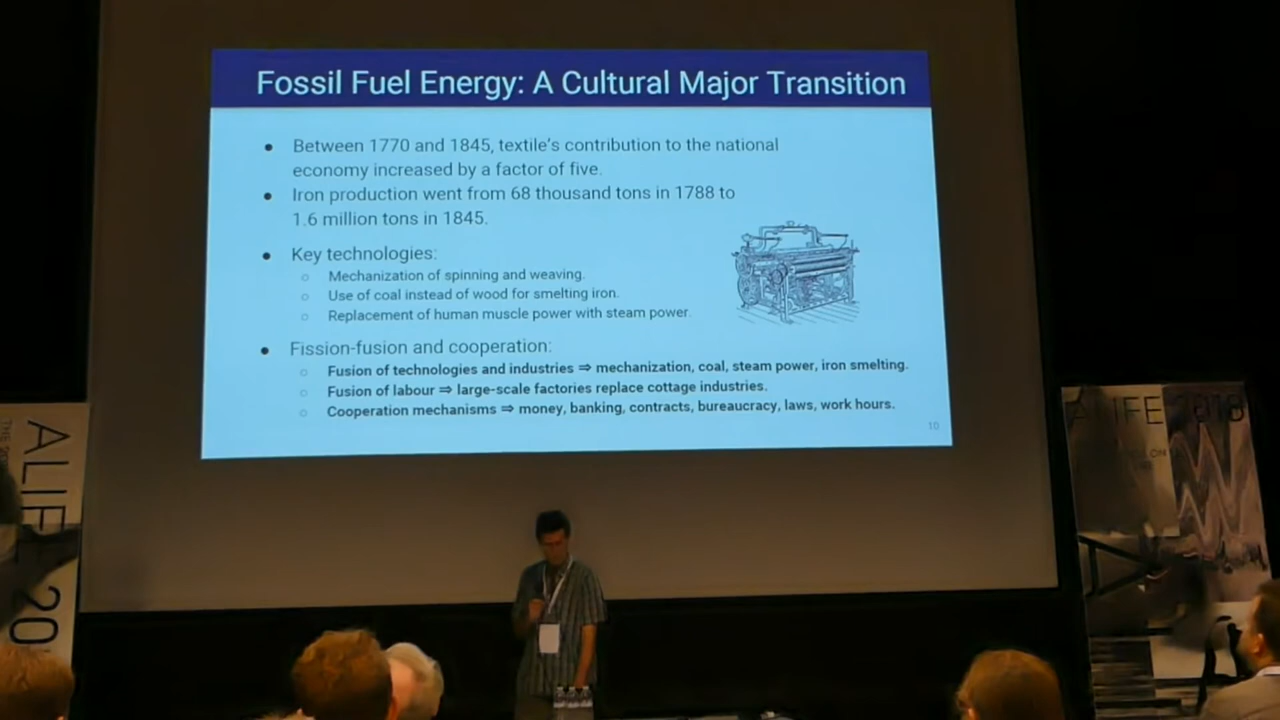 Fossil Fuel Energy: A Cultural Major Transition
● Between 1770 and 1845, textile's contribution to the national
economy increased by a factor of five.
● Iron production went from 68 thousand tons in 1788 to
1.6 million tons in 1845.
● Key technologies:
○ Mechanization of spinning and weaving.
○ Use of coal instead of wood for smelting iron.
○ Replacement of human muscle power with steam power.
● Fission-fusion and cooperation:
○ Fusion of technologies and industries ⇒ mechanization, coal, steam power, iron smelting.
○ Fusion of labour ⇒ large-scale factories replace cottage industries.
○ Cooperation mechanisms ⇒ money, banking, contracts, bureaucracy, laws, work hours.
10
ALIFE 20
THE 20
ALIFE 2018